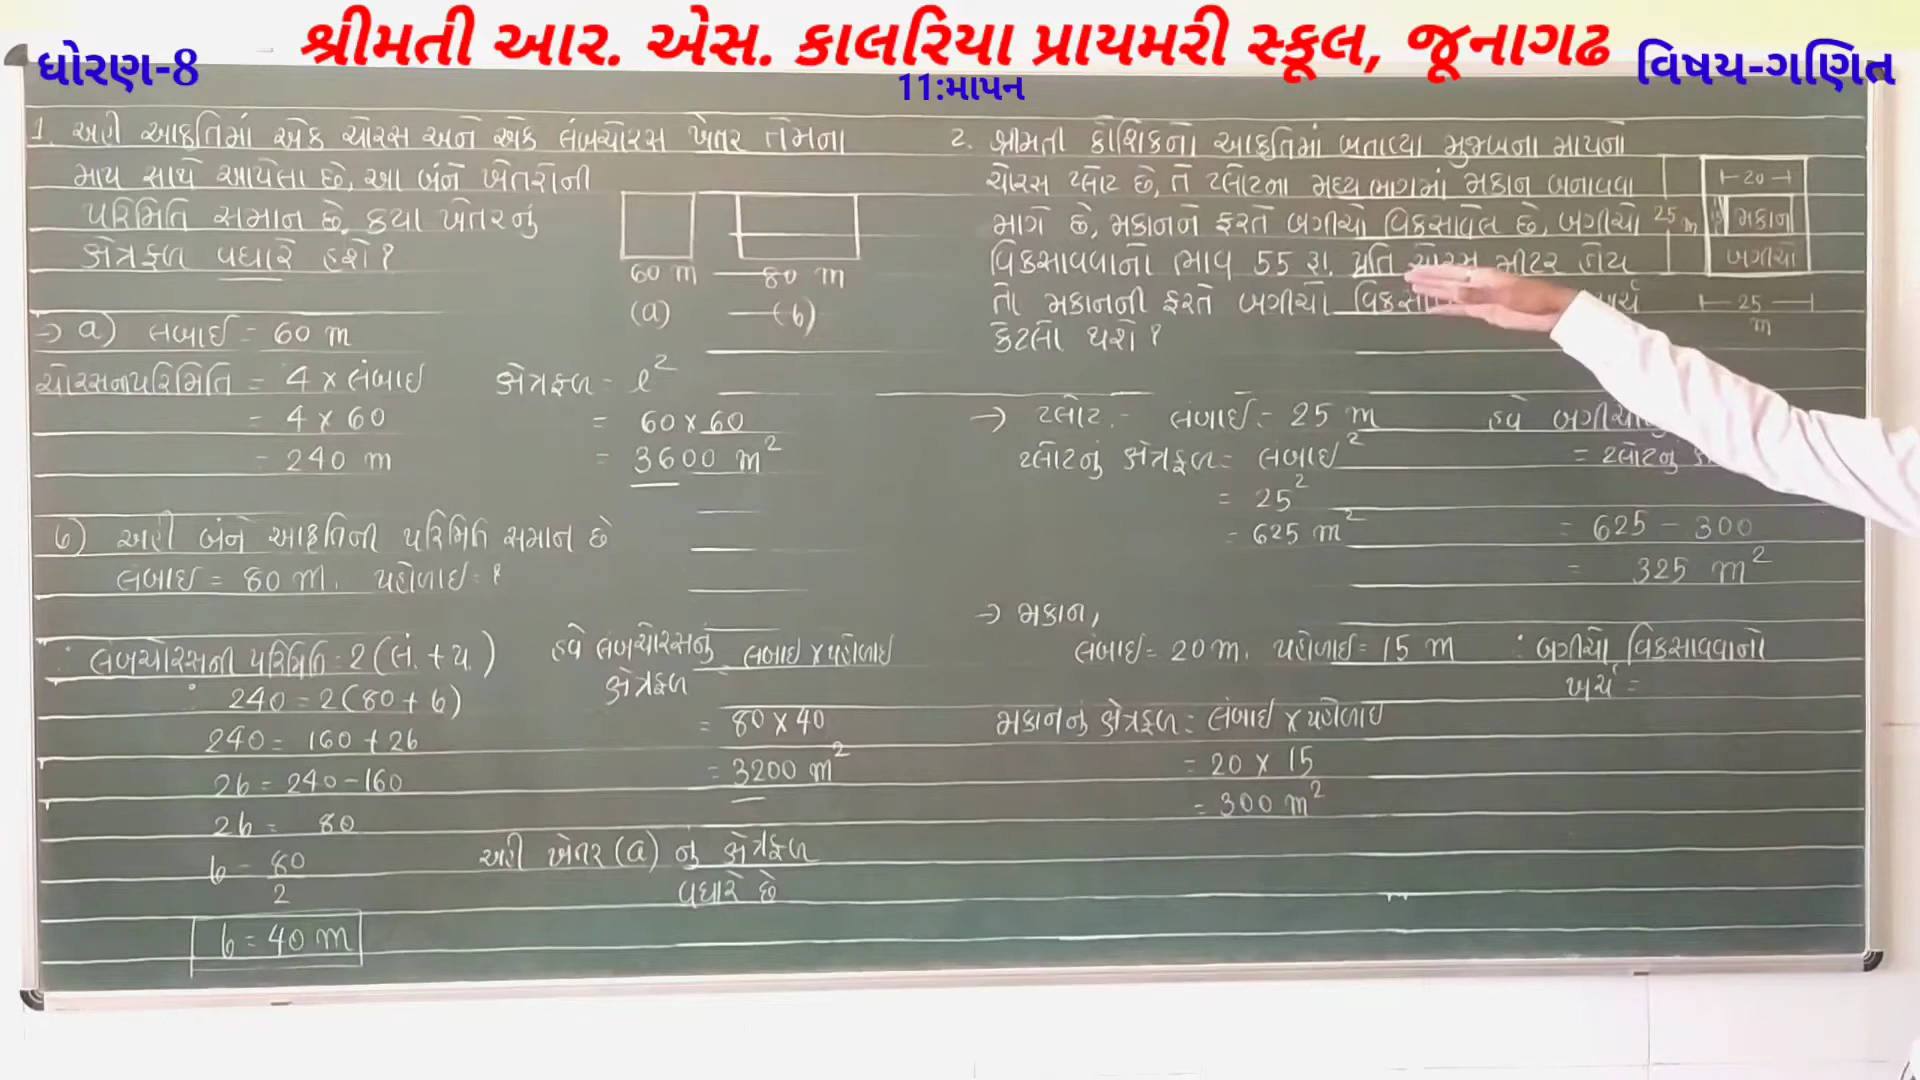 શ્રીમતી આર. એસ. કાલરિયા પ્રાયમરી સ્કૂલ, જૂનાગઢ
ધોરણ-8
વિષય-ગણિત
11:માપન
1. અહીં આકૃતિમાં એક ચોરસ અને એક લંબચોરસ ખેતર તેમના
માપ સાથે આપેલા છે, આ બંને ખેતરોની
પરિમિતિ સમાન છે. કયા ખેતરનું
ક્ષેત્રફળ વધારે હશે?
60 m 80 m
(a) (b)
→ a) લંબાઈ = 60 m
ચોરસની પરિમિતિ = 4 × લંબાઈ
= 4 × 60
= 240 m
ક્ષેત્રફળ = l²
= 60 × 60
= 3600 m²
b) અહીં બંને આકૃતિની પરિમિતિ સમાન છે
લંબાઈ = 80 m. પહોળાઈ = ?
∴ લંબચોરસની પરિમિતિ = 2 (લં. + પ.)
∴ 240 = 2 (80 + b)
240 = 160 + 2b
2b = 240 - 160
2b = 80
b = 80
2
b = 40 m
હવે લંબચોરસનું
ક્ષેત્રફળ = લંબાઈ × પહોળાઈ
= 80 × 40
= 3200 m²
અહીં ખેતર (a) નું ક્ષેત્રફળ
વધારે છે
2. શ્રીમતી કૌશિકનો આકૃતિમાં બતાવ્યા મુજબના માપનો
ચોરસ પ્લોટ છે, તે પ્લોટના મધ્ય ભાગમાં મકાન બનાવવા
માગે છે, મકાનને ફરતે બગીચો વિકસાવેલ છે, બગીચો
વિકસાવવાનો ભાવ 55 રૂ. પ્રતિ ચોરસ મીટર હોય
તો મકાનની ફરતે બગીચો ખર્ચ
કેટલો થશે?
20
25 m
મકાન
બગીચો
25
m
→ પ્લોટ:- લંબાઈ = 25 m
પ્લોટનું ક્ષેત્રફળ = લંબાઈ²
= 25²
= 625 m²
→ મકાન,
લંબાઈ = 20 m. પહોળાઈ = 15 m
મકાનનું ક્ષેત્રફળ = લંબાઈ × પહોળાઈ
= 20 × 15
= 300 m²
હવે
= પ્લોટનું
= 625 - 300
= 325 m²
∴ બગીચો વિકસાવવાનો
ખર્ચ =